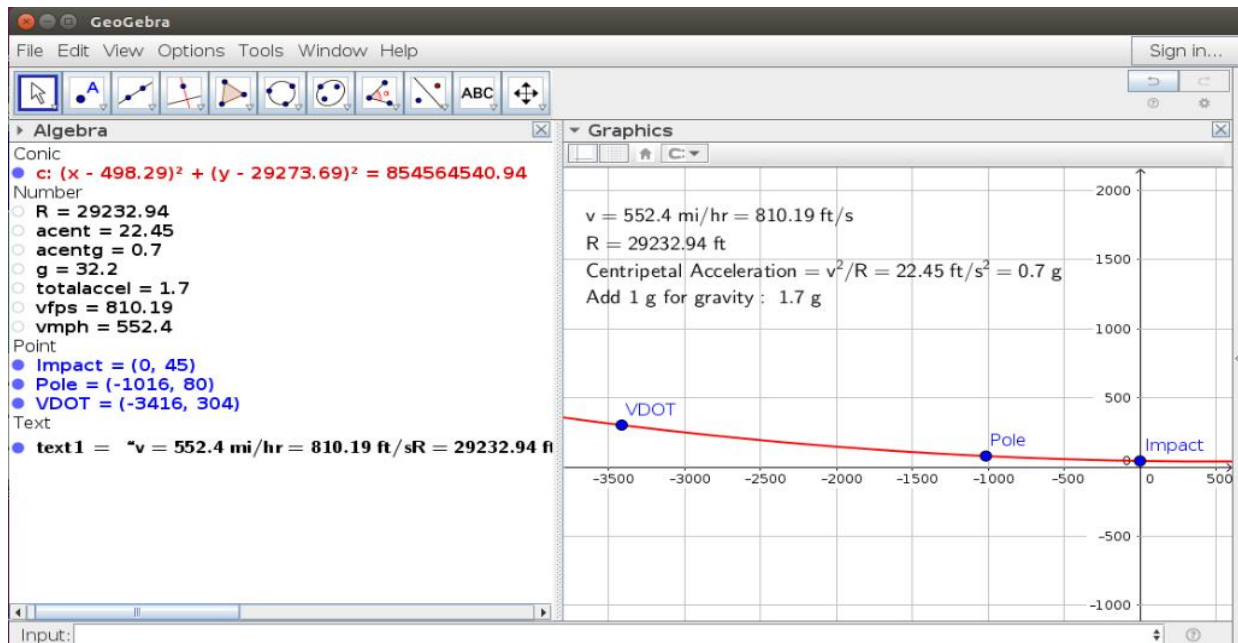 GeoGebra
File Edit View Options Tools Window Help
Sign in...
A
ABC
Algebra
Conic
c: (x - 498.29)² + (y - 29273.69)² = 854564540.94
Number
R = 29232.94
acent = 22.45
acentg = 0.7
g = 32.2
totalaccel = 1.7
vfps = 810.19
vmph = 552.4
Point
Impact = (0, 45)
Pole = (-1016, 80)
VDOT = (-3416, 304)
Text
text1 = “v = 552.4 mi/hr = 810.19 ft/sR = 29232.94 ft
Graphics
C:
v = 552.4 mi/hr = 810.19 ft/s
R = 29232.94 ft
Centripetal Acceleration = v²/R = 22.45 ft/s² = 0.7 g
Add 1 g for gravity : 1.7 g
2000
1500
1000
500
0
-500
-1000
VDOT
Pole
Impact
-3500 -3000 -2500 -2000 -1500 -1000 -500 0 500
Input: